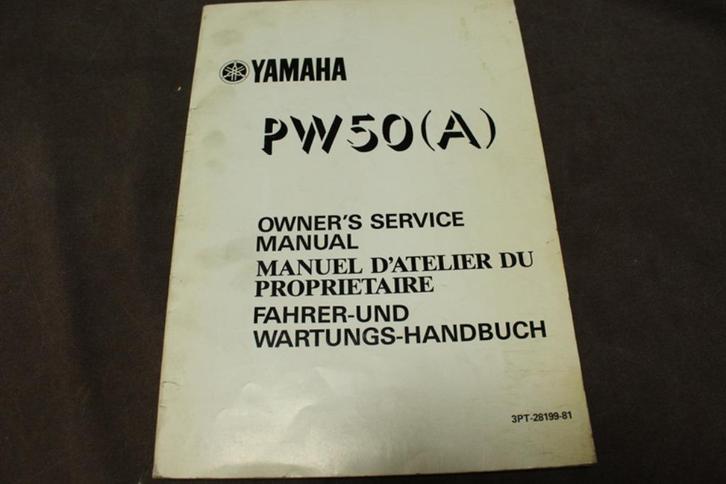 YAMAHA
PW50(A)
OWNER'S SERVICE
MANUAL
MANUEL D'ATELIER DU
PROPRIETAIRE
FAHRER-UND
WARTUNGS-HANDBUCH
3PT-28199-81